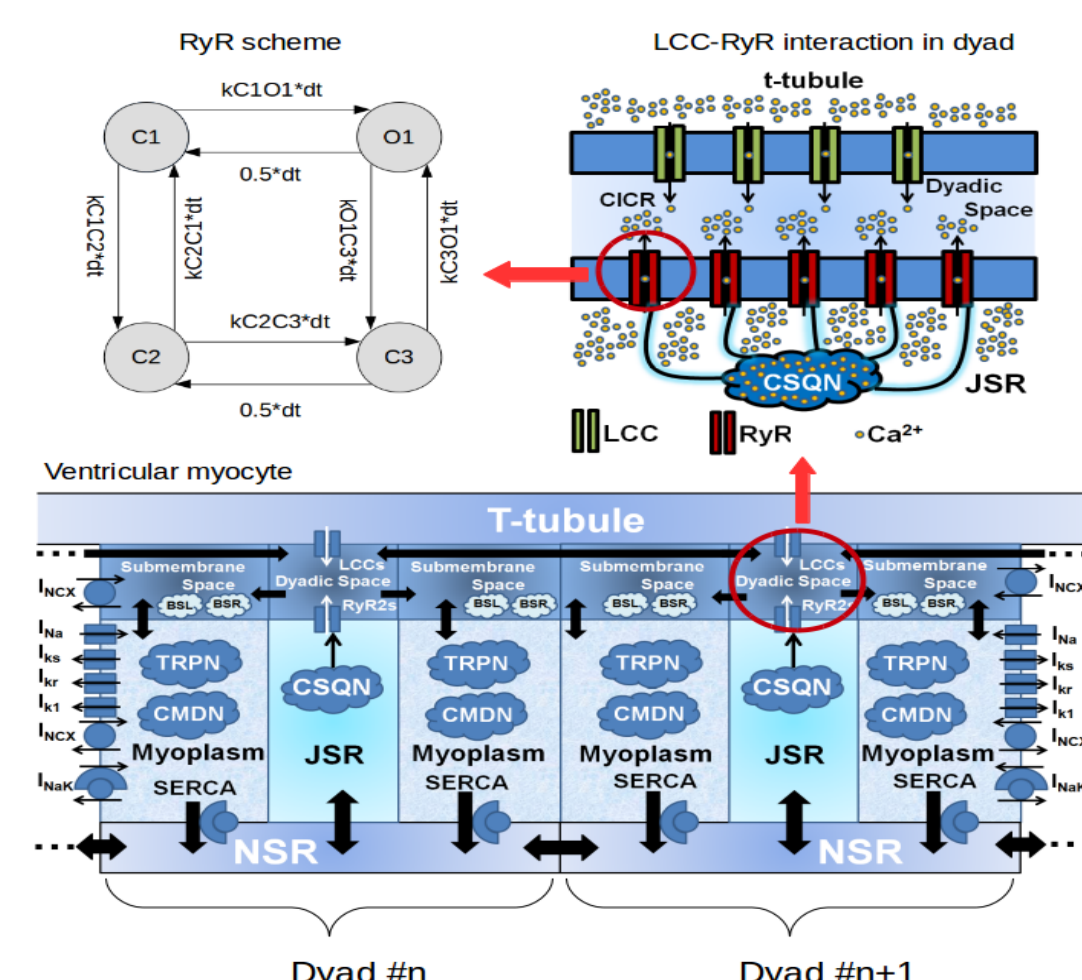 RyR scheme
LCC-RyR interaction in dyad
kC1O1*dt
C1
O1
0.5*dt
kC1C2*dt
kC2C1*dt
kO1C3*dt
kC3O1*dt
kC2C3*dt
C2
C3
0.5*dt
t-tubule
CICR
Dyadic
Space
CSQN
JSR
LCC
RyR
Ca²⁺
Ventricular myocyte
T-tubule
Submembrane
Space
BSL
BSR
LCCs
Dyadic Space
RyR2s
Submembrane
Space
BSL
BSR
Submembrane
Space
BSL
BSR
LCCs
Dyadic Space
RyR2s
Submembrane
Space
BSL
BSR
INCX
INa
Iks
Ikr
Ik1
INCX
INaK
TRPN
CMDN
Myoplasm
SERCA
CSQN
JSR
TRPN
CMDN
Myoplasm
SERCA
TRPN
CMDN
Myoplasm
SERCA
CSQN
JSR
TRPN
CMDN
Myoplasm
SERCA
INCX
INa
Iks
Ikr
Ik1
INCX
INaK
NSR
NSR
Dyad #n
Dyad #n+1